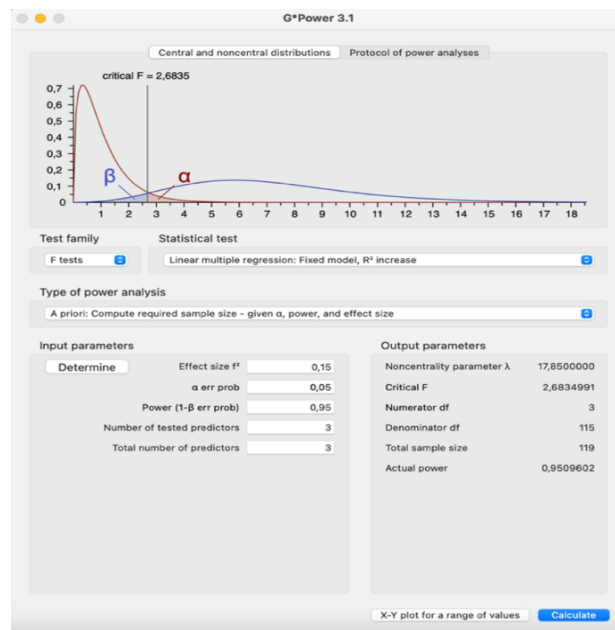 G*Power 3.1
Central and noncentral distributions Protocol of power analyses
critical F = 2,6835
0,7
0,6
0,5
0,4
0,3
0,2
0,1
0
β α
1 2 3 4 5 6 7 8 9 10 11 12 13 14 15 16 17 18
Test family Statistical test
F tests Linear multiple regression: Fixed model, R² increase
Type of power analysis
A priori: Compute required sample size – given α, power, and effect size
Input parameters Output parameters
Determine Effect size f² 0,15 Noncentrality parameter λ 17,8500000
α err prob 0,05 Critical F 2,6834991
Power (1-β err prob) 0,95 Numerator df 3
Number of tested predictors 3 Denominator df 115
Total number of predictors 3 Total sample size 119
Actual power 0,9509602
X-Y plot for a range of values Calculate